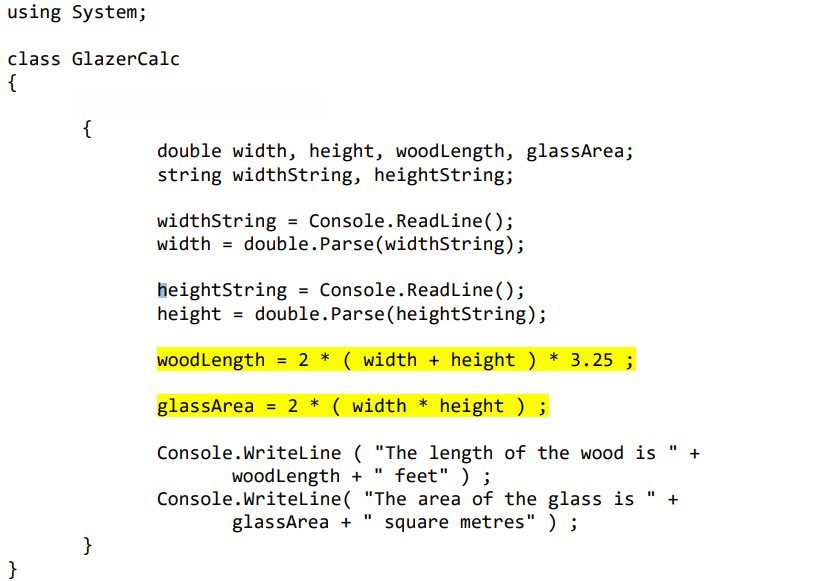 using System;
class GlazerCalc
{
{
double width, height, woodLength, glassArea;
string widthString, heightString;
widthString = Console.ReadLine();
width = double.Parse(widthString);
heightString = Console.ReadLine();
height = double.Parse(heightString);
woodLength = 2 * ( width + height ) * 3.25 ;
glassArea = 2 * ( width * height ) ;
Console.WriteLine ( "The length of the wood is " +
woodLength + " feet" ) ;
Console.WriteLine( "The area of the glass is " +
glassArea + " square metres" ) ;
}
}